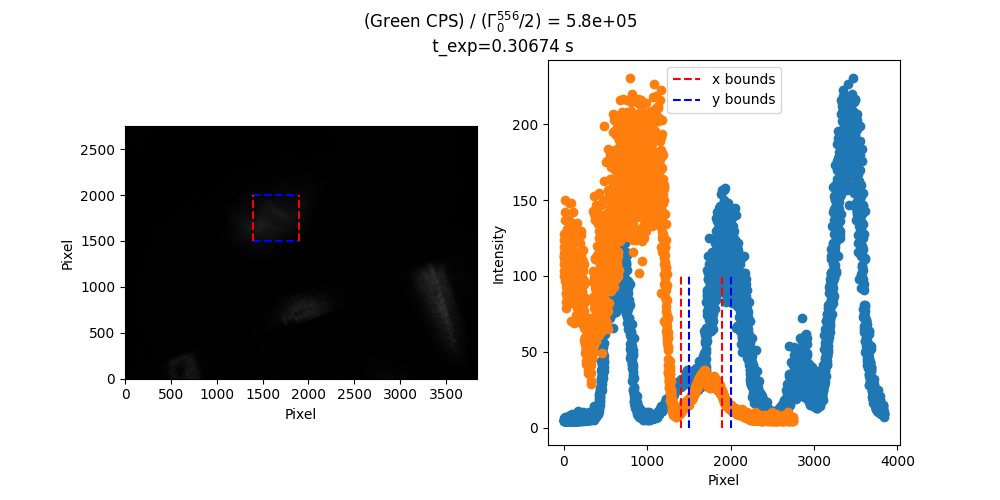 (Green CPS) / (Γ₀⁵⁵⁶/2) = 5.8e+05
t_exp=0.30674 s
x bounds
y bounds
2500
2000
1500
1000
500
0
Pixel
0 500 1000 1500 2000 2500 3000 3500
Pixel
200
150
100
50
0
Intensity
0 1000 2000 3000 4000
Pixel